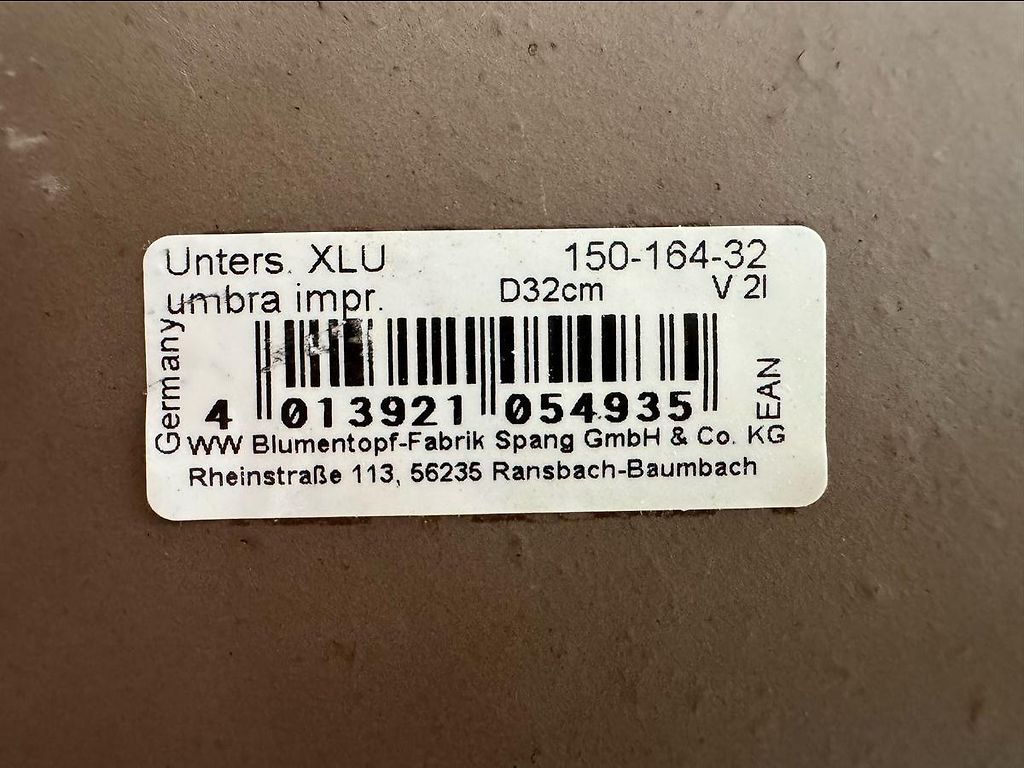 Unters. XLU 150-164-32
umbra impr. D32cm V 2l
Germany
4 013921 054935
EAN
WW Blumentopf-Fabrik Spang GmbH & Co. KG
Rheinstraße 113, 56235 Ransbach-Baumbach